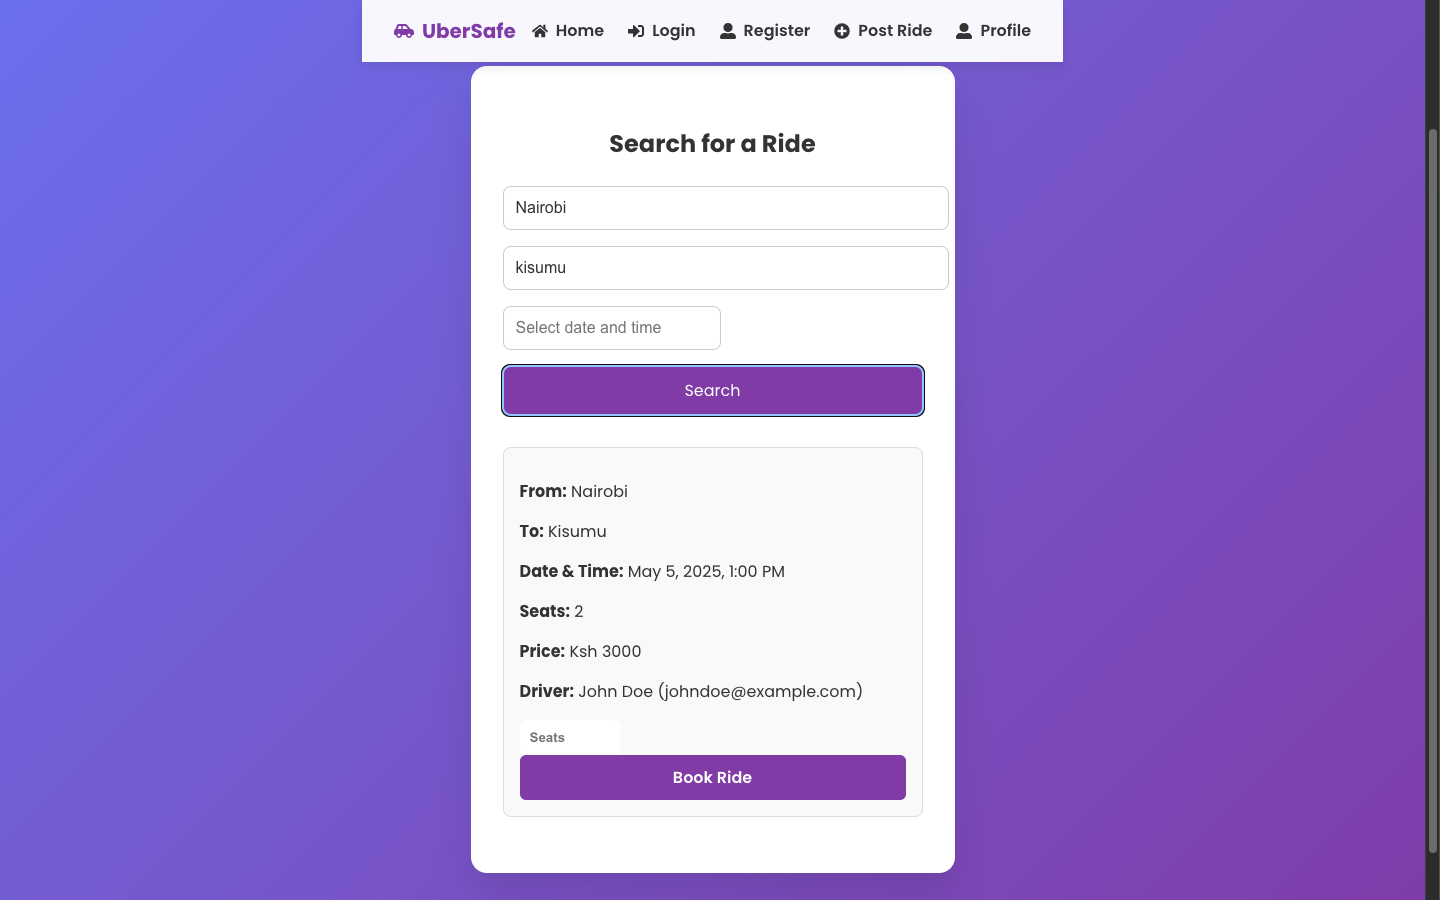 UberSafe Home Login Register Post Ride Profile
Search for a Ride
Nairobi
kisumu
Select date and time
Search
From: Nairobi
To: Kisumu
Date & Time: May 5, 2025, 1:00 PM
Seats: 2
Price: Ksh 3000
Driver: John Doe (johndoe@example.com)
Seats
Book Ride